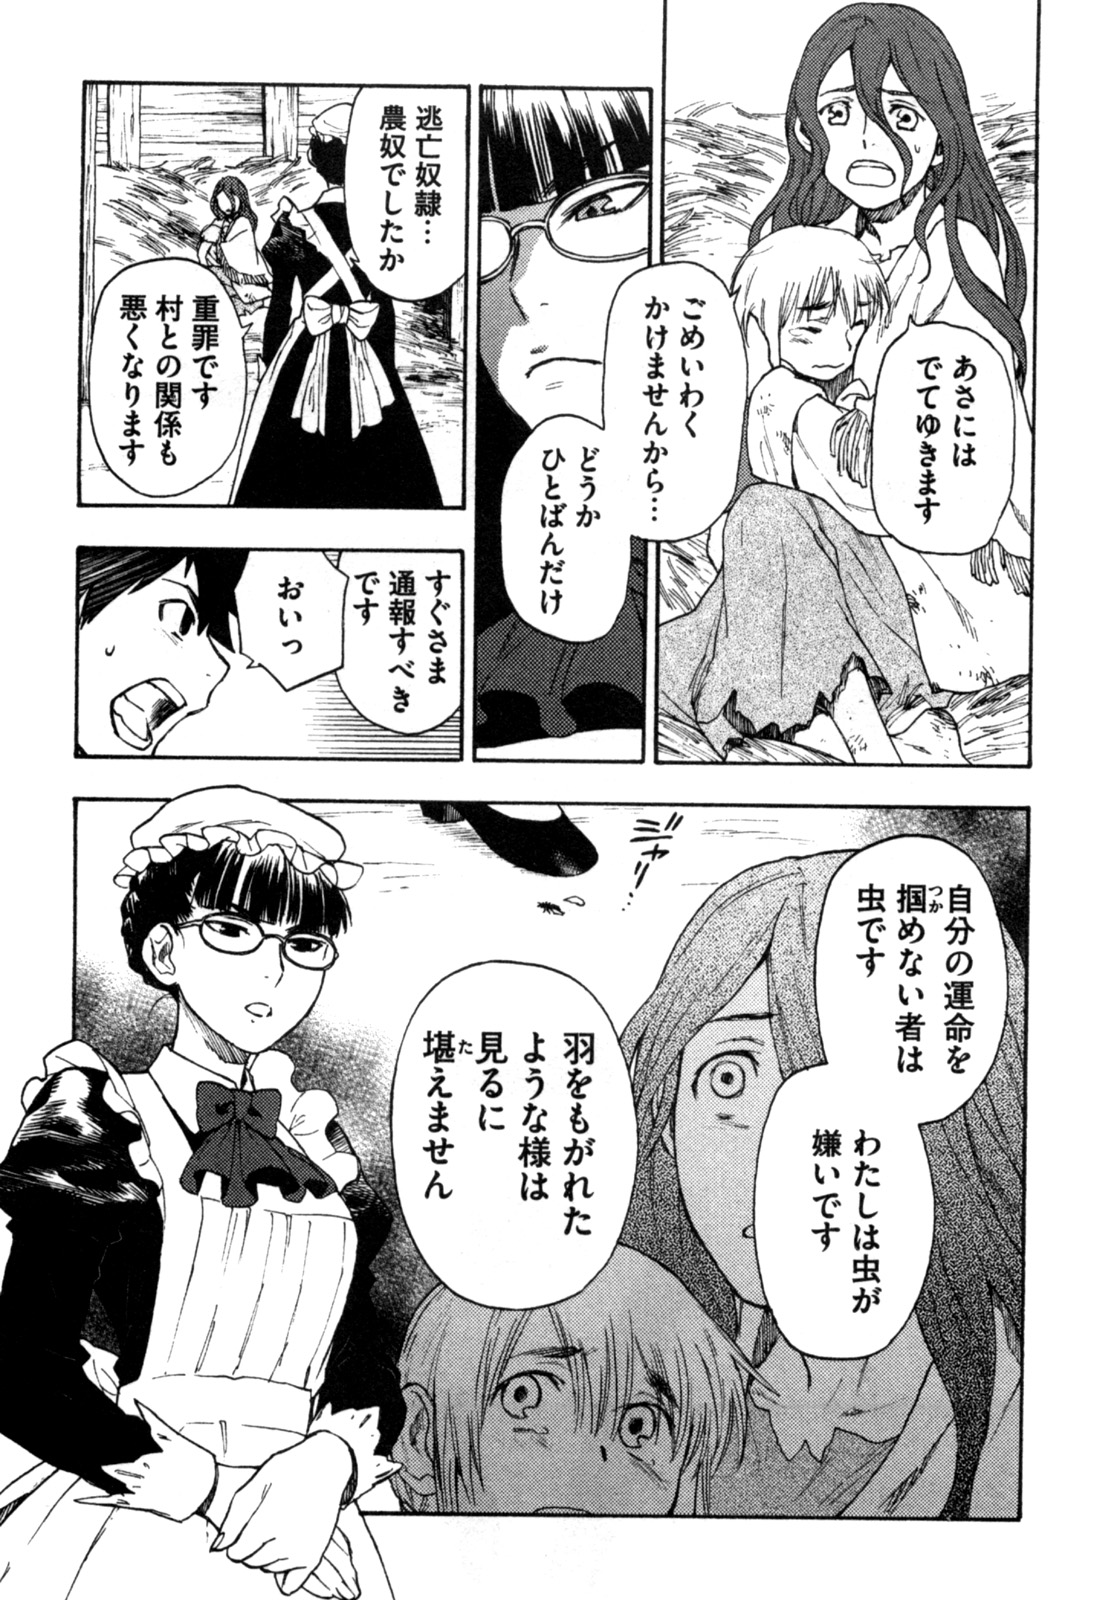 あさには
でてゆきます
ごめいわく
かけませんから…
どうか
ひとばんだけ
逃亡奴隷…
農奴でしたか
重罪です
村との関係も
悪くなります
すぐさま
通報すべき
です
おいっ
自分の運命を
掴めない者は
虫です
わたしは虫が
嫌いです
羽をもがれた
ような様は
見るに
堪えません